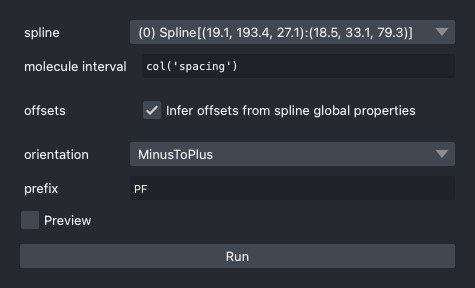 spline (0) Spline[(19.1, 193.4, 27.1):(18.5, 33.1, 79.3)]
molecule interval col('spacing')
offsets Infer offsets from spline global properties
orientation MinusToPlus
prefix PF
Preview
Run